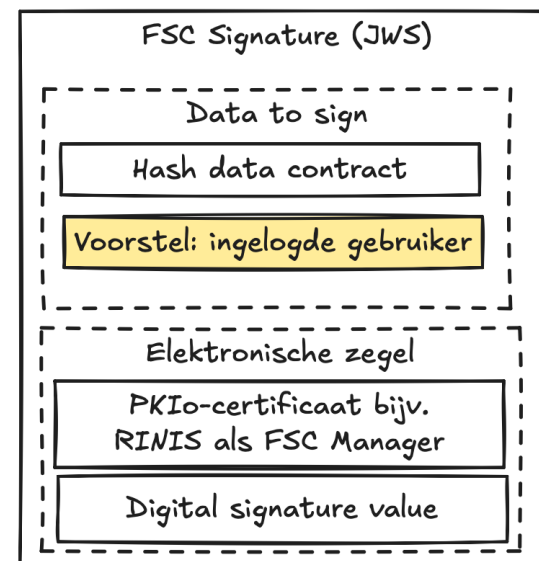 FSC Signature (JWS)
Data to sign
Hash data contract
Voorstel: ingelogde gebruiker
Elektronische zegel
PKIo-certificaat bijv.
RINIS als FSC Manager
Digital signature value